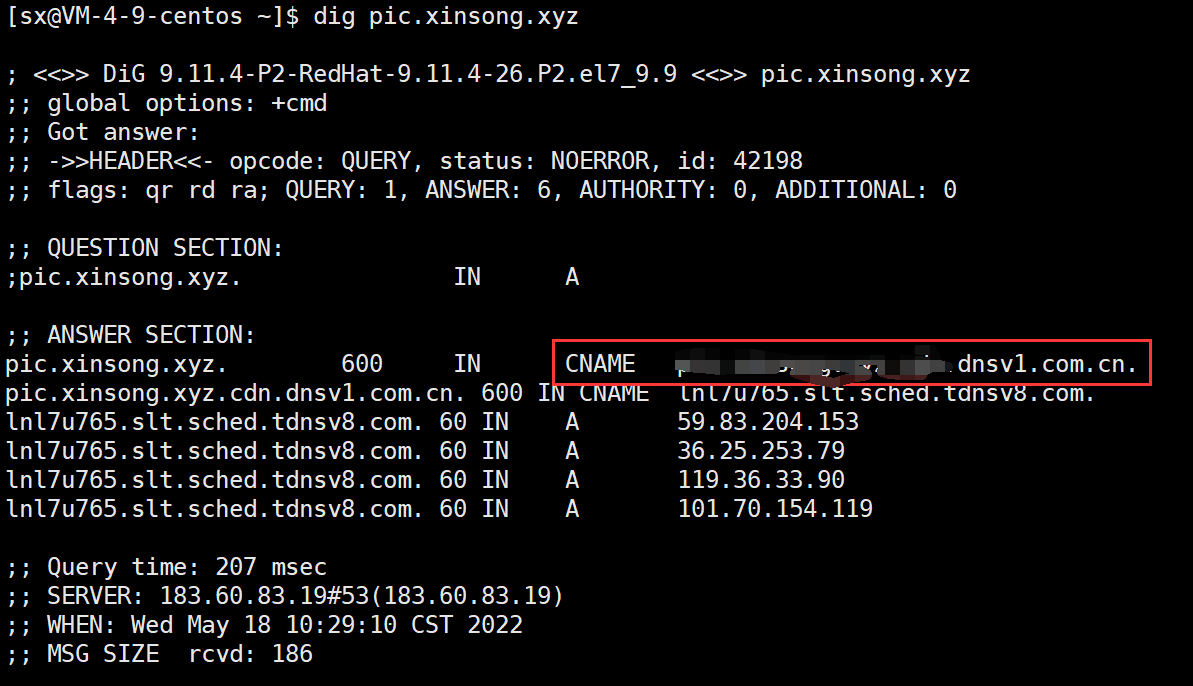 [sx@VM-4-9-centos ~]$ dig pic.xinsong.xyz
; <<>> DiG 9.11.4-P2-RedHat-9.11.4-26.P2.el7_9.9 <<>> pic.xinsong.xyz
;; global options: +cmd
;; Got answer:
;; ->>HEADER<<- opcode: QUERY, status: NOERROR, id: 42198
;; flags: qr rd ra; QUERY: 1, ANSWER: 6, AUTHORITY: 0, ADDITIONAL: 0
;; QUESTION SECTION:
;pic.xinsong.xyz. IN A
;; ANSWER SECTION:
pic.xinsong.xyz. 600 IN CNAME .dnsv1.com.cn.
pic.xinsong.xyz.cdn.dnsv1.com.cn. 600 IN CNAME lnl7u765.slt.sched.tdnsv8.com.
lnl7u765.slt.sched.tdnsv8.com. 60 IN A 59.83.204.153
lnl7u765.slt.sched.tdnsv8.com. 60 IN A 36.25.253.79
lnl7u765.slt.sched.tdnsv8.com. 60 IN A 119.36.33.90
lnl7u765.slt.sched.tdnsv8.com. 60 IN A 101.70.154.119
;; Query time: 207 msec
;; SERVER: 183.60.83.19#53(183.60.83.19)
;; WHEN: Wed May 18 10:29:10 CST 2022
;; MSG SIZE rcvd: 186